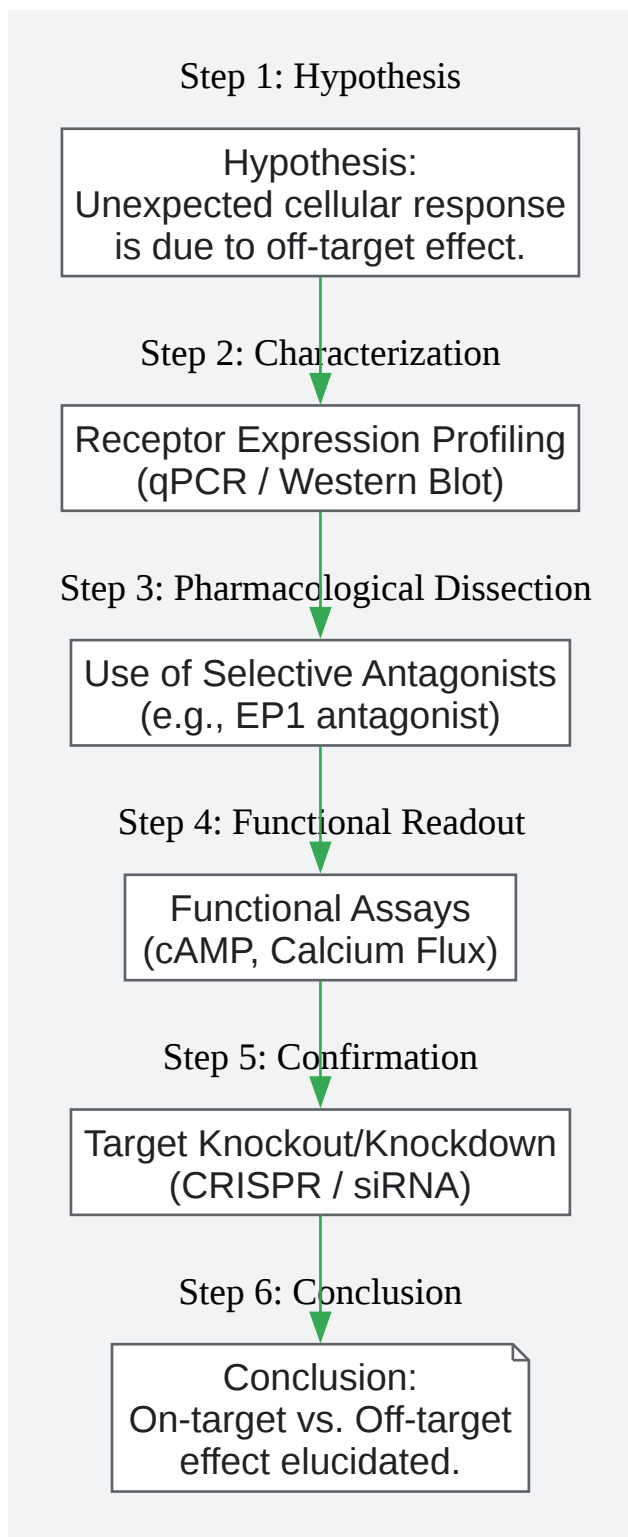 Step 1: Hypothesis
Hypothesis:
Unexpected cellular response
is due to off-target effect.
Step 2: Characterization
Receptor Expression Profiling
(qPCR / Western Blot)
Step 3: Pharmacological Dissection
Use of Selective Antagonists
(e.g., EP1 antagonist)
Step 4: Functional Readout
Functional Assays
(cAMP, Calcium Flux)
Step 5: Confirmation
Target Knockout/Knockdown
(CRISPR / siRNA)
Step 6: Conclusion
Conclusion:
On-target vs. Off-target
effect elucidated.